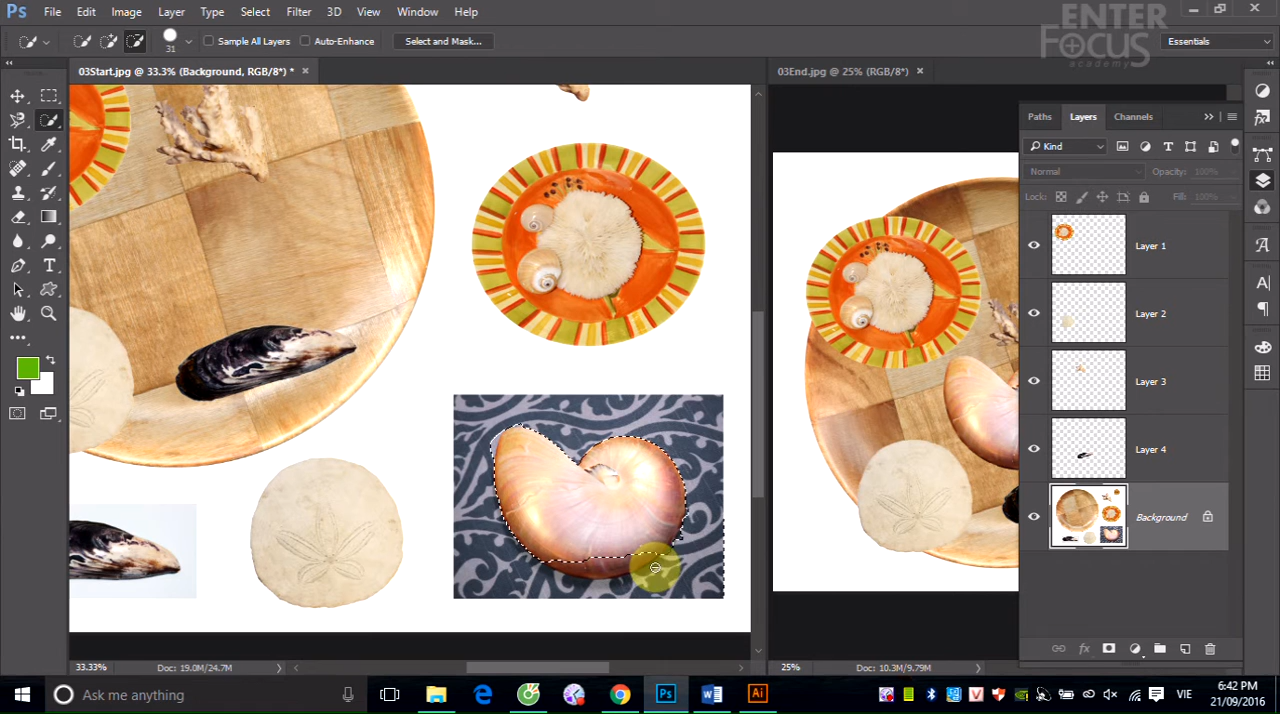 Ps File Edit Image Layer Type Select Filter 3D View Window Help
ENTER
FOCUS
academy
31 Sample All Layers Auto-Enhance Select and Mask... Essentials
03Start.jpg @ 33.3% (Background, RGB/8*) * × 03End.jpg @ 25% (RGB/8*) ×
Paths Layers Channels
Kind
Normal Opacity: 100%
Lock: Fill: 100%
Layer 1
Layer 2
Layer 3
Layer 4
Background
33.33% Doc: 19.0M/24.7M 25% Doc: 10.3M/9.79M
Ask me anything
Ps Ai
VIE
6:42 PM
21/09/2016